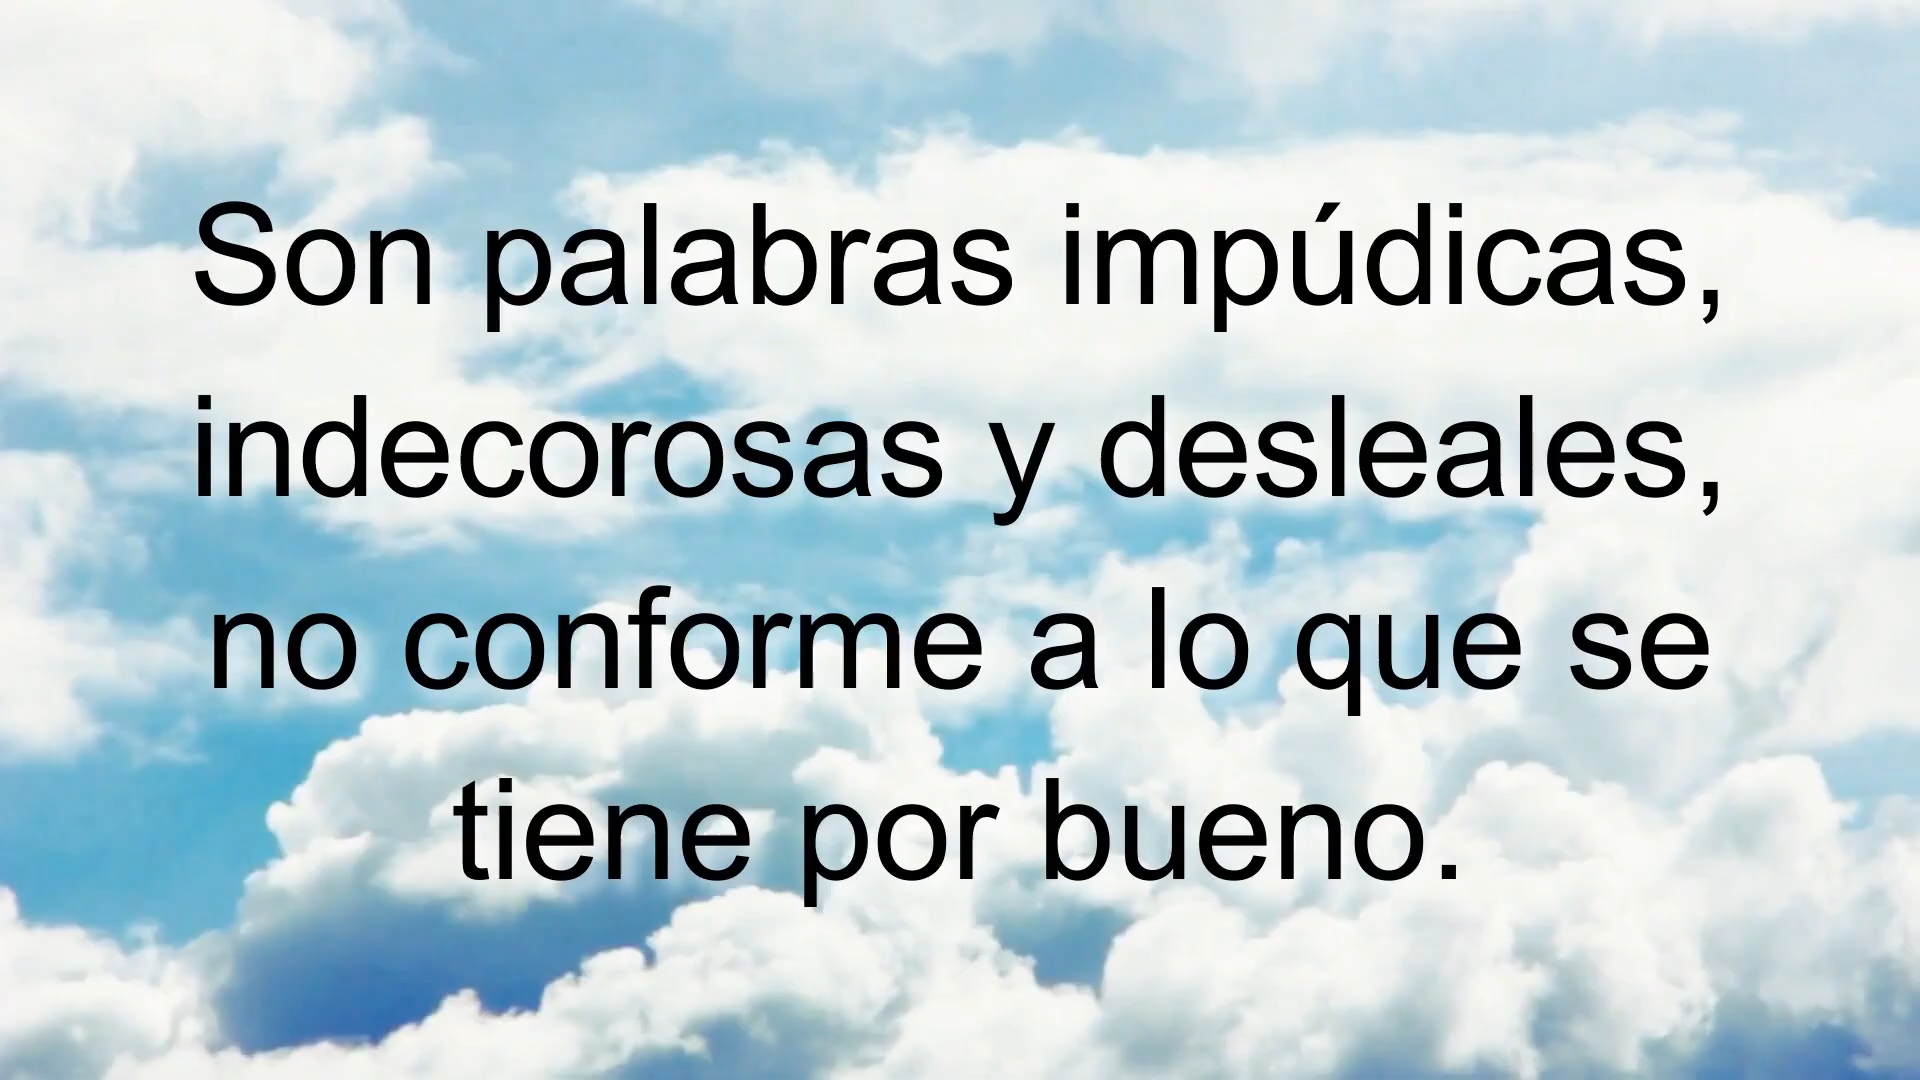 Son palabras impúdicas,
indecorosas y desleales,
no conforme a lo que se
tiene por bueno.